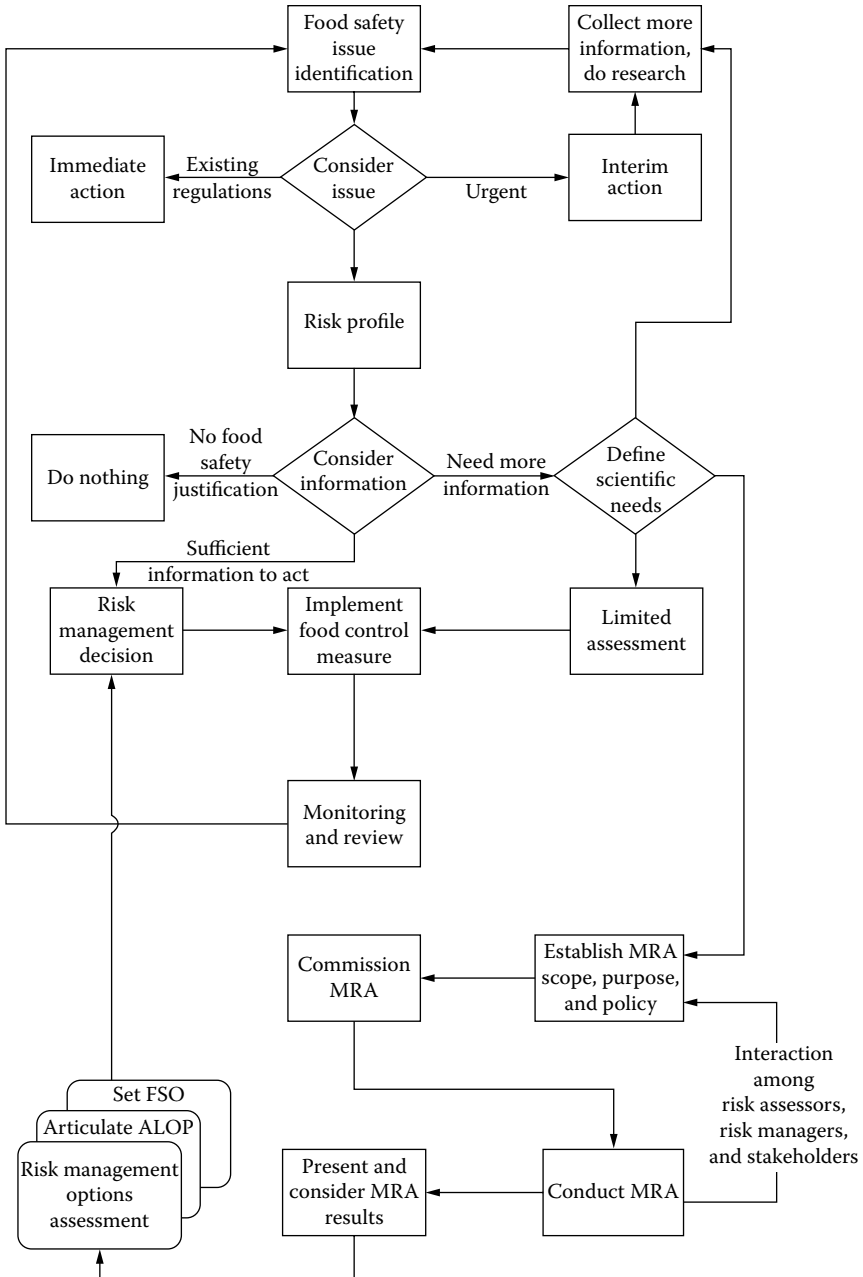 Food safety
issue
identification
Collect more
information,
do research
Immediate
action
Existing
regulations
Consider
issue
Urgent
Interim
action
Risk profile
Do nothing
No food
safety
justification
Consider
information
Need more
information
Define
scientific
needs
Sufficient
information to act
Risk
management
decision
Implement
food control
measure
Limited
assessment
Monitoring
and review
Commission
MRA
Establish MRA
scope, purpose,
and policy
Interaction
among
risk assessors,
risk managers,
and stakeholders
Set FSO
Articulate ALOP
Risk management
options
assessment
Present and
consider MRA
results
Conduct MRA